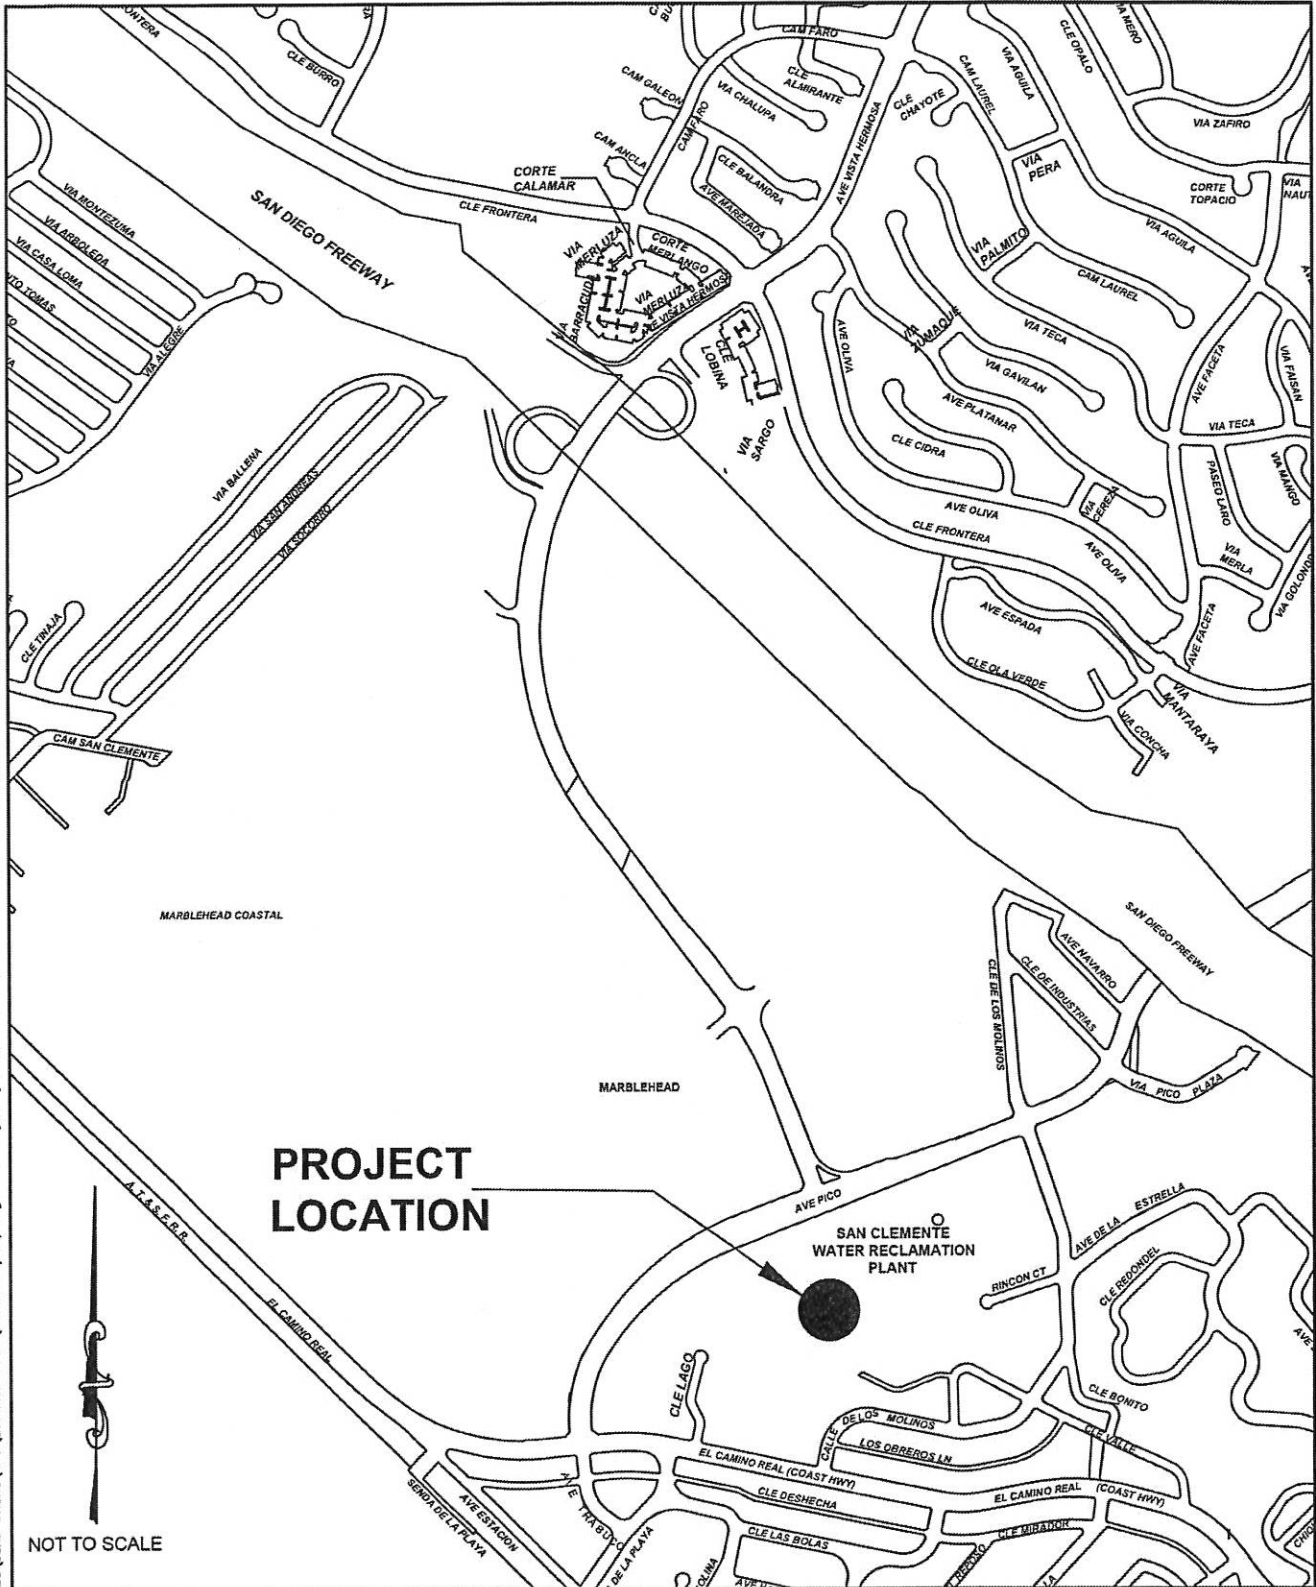 CLE BURRO
CAM FARO
CLE
ALMIRANTE
CAM GALEON
VIA CHALUPA
CAM FARO
CAM ANCLA
CLE BALANDRA
AVE MAREJADA
AVE VISTA HERMOSA
CLE
CHAYOTE
CAM LAUREL
VIA AGUILA
CLE OPALO
VIA ZAFIRO
VIA
PERA
CORTE
TOPACIO
VIA AGUILA
VIA
PALMITO
CAM LAUREL
CORTE
CALAMAR
CLE FRONTERA
SAN DIEGO FREEWAY
VIA MONTEZUMA
VIA ARBOLEDA
VIA CASA LOMA
VIA ALEGRE
VIA
MERLUZA
CORTE
MERLANGO
VIA
MERLUZA
AVE VISTA HERMOSA
CLE
LOBINA
VIA
SARGO
AVE OLIVA
VIA
ZUMAQUE
VIA TECA
VIA GAVILAN
AVE PLATANAR
CLE CIDRA
AVE FACETA
VIA FAISAN
VIA TECA
VIA MANGO
PASEO LARO
VIA
CEREZA
AVE OLIVA
CLE FRONTERA
AVE OLIVA
VIA
MERLA
AVE FACETA
AVE ESPADA
CLE OLA VERDE
VIA
MANTARAYA
VIA CONCHA
VIA BALLENA
VIA SAN ANDREAS
VIA SOCORRO
CLE TINAJA
CAM SAN CLEMENTE
MARBLEHEAD COASTAL
SAN DIEGO FREEWAY
AVE NAVARRO
CLE DE INDUSTRIAS
CLE DE LOS MOLINOS
VIA PICO PLAZA
MARBLEHEAD
PROJECT
LOCATION
AVE PICO
SAN CLEMENTE
WATER RECLAMATION
PLANT
AVE DE LA ESTRELLA
RINCON CT
CLE REDONDEL
A. T. & S. F. R. R.
EL CAMINO REAL
CLE LAGO
CLE BONITO
CALLE DE LOS MOLINOS
CLE VALLE
LOS OBREROS LN
EL CAMINO REAL (COAST HWY)
EL CAMINO REAL (COAST HWY)
CLE DESHECHA
CLE MIRADOR
CLE LAS BOLAS
AVE ESTACION
SENDA DE LA PLAYA
AVE TRABUCO
DE LA PLAYA
NOT TO SCALE